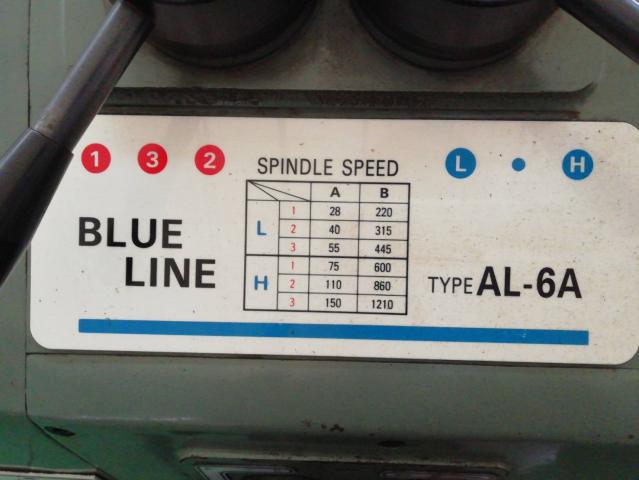 1 3 2
SPINDLE SPEED
L • H
A B
L 1 28 220
2 40 315
3 55 445
H 1 75 600
2 110 860
3 150 1210
BLUE
LINE
TYPE AL-6A